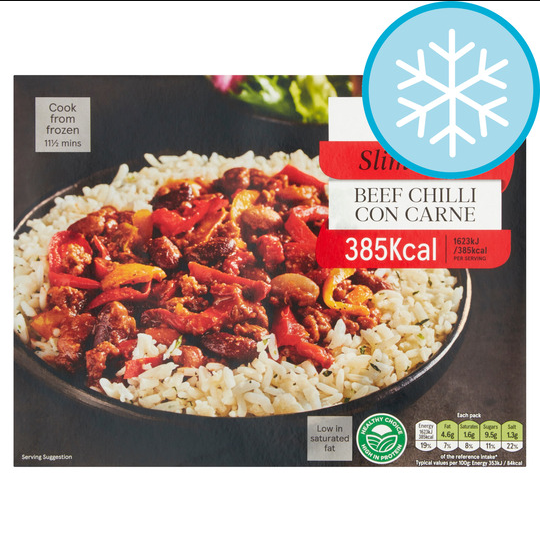 Cook
from
frozen
11½ mins
BEEF CHILLI
CON CARNE
385Kcal
1623kJ
/385kcal
PER SERVING
Low in
saturated
fat
HEALTHY CHOICE
HIGH IN PROTEIN
Each pack
Energy Fat Saturates Sugars Salt
1623kJ
385kcal 4.6g 1.6g 9.5g 1.3g
19% 7% 8% 11% 22%
of the reference intake*
Typical values per 100g: Energy 353kJ / 84kcal
Serving Suggestion